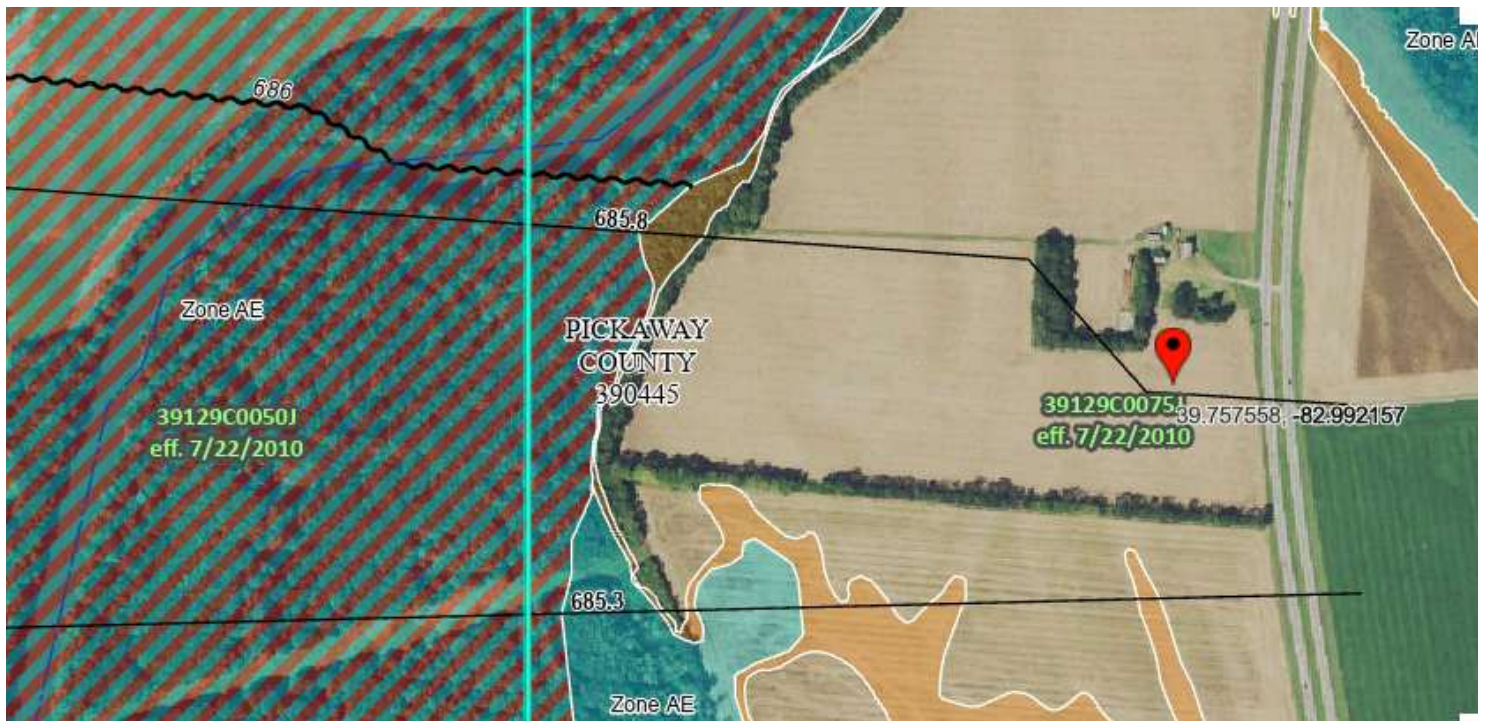 Zone AE
686
685.8
Zone AE
PICKAWAY
COUNTY
390445
39129C0050J
eff. 7/22/2010
39129C0075J
eff. 7/22/2010
39.757558, -82.992157
685.3
Zone AE